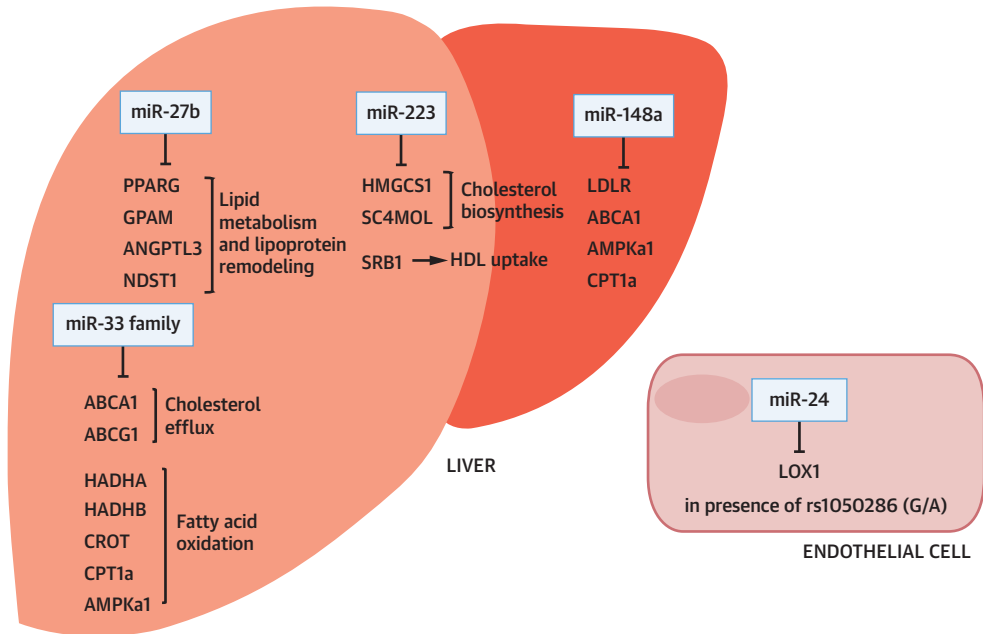 miR-27b
PPARG
GPAM
ANGPTL3
NDST1
Lipid
metabolism
and lipoprotein
remodeling
miR-223
HMGCS1
SC4MOL
Cholesterol
biosynthesis
SRB1
HDL uptake
miR-148a
LDLR
ABCA1
AMPKa1
CPT1a
miR-33 family
ABCA1
ABCG1
Cholesterol
efflux
HADHA
HADHB
CROT
CPT1a
AMPKa1
Fatty acid
oxidation
LIVER
miR-24
LOX1
in presence of rs1050286 (G/A)
ENDOTHELIAL CELL